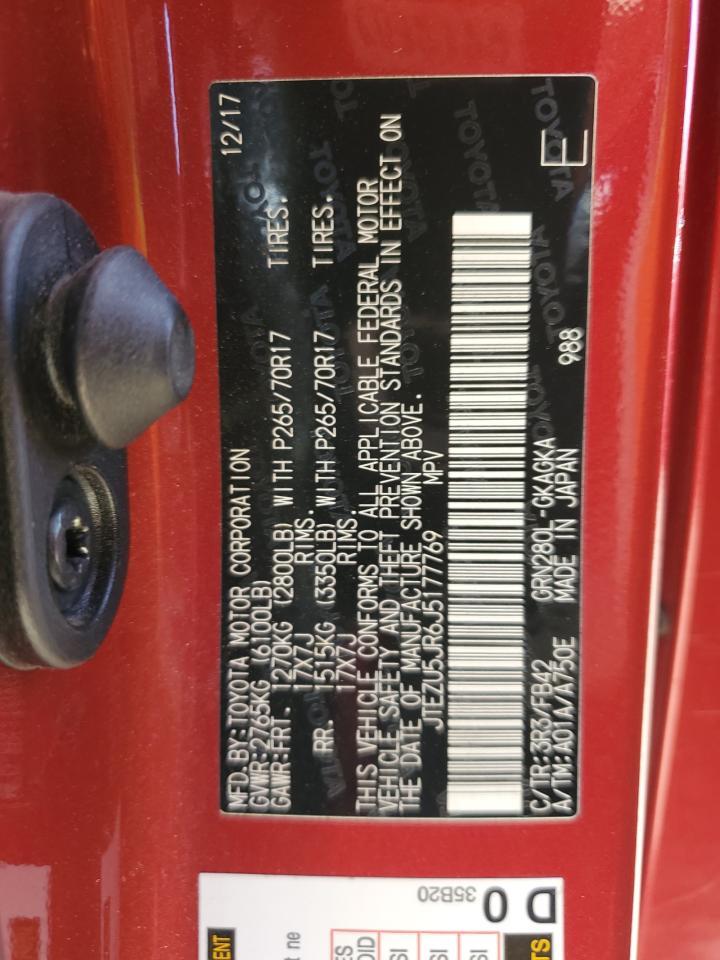 MFD. BY: TOYOTA MOTOR CORPORATION 12/17
GVWR: 2765KG (6100LB)
GAWR: FRT. 1270KG (2800LB) WITH P265/70R17 TIRES.
17X7J RIMS.
RR. 1515KG (3350LB) WITH P265/70R17 TIRES.
17X7J RIMS.
THIS VEHICLE CONFORMS TO ALL APPLICABLE FEDERAL MOTOR
VEHICLE SAFETY AND THEFT PREVENTION STANDARDS IN EFFECT ON
THE DATE OF MANUFACTURE SHOWN ABOVE.
JTEZU5JR6J5177769 MPV
C/TR: 3R3/FB42 GRN280L-GKAGKA 988
A/TM: A01A/A750E MADE IN JAPAN E
TOYOTA
35B20
D 0